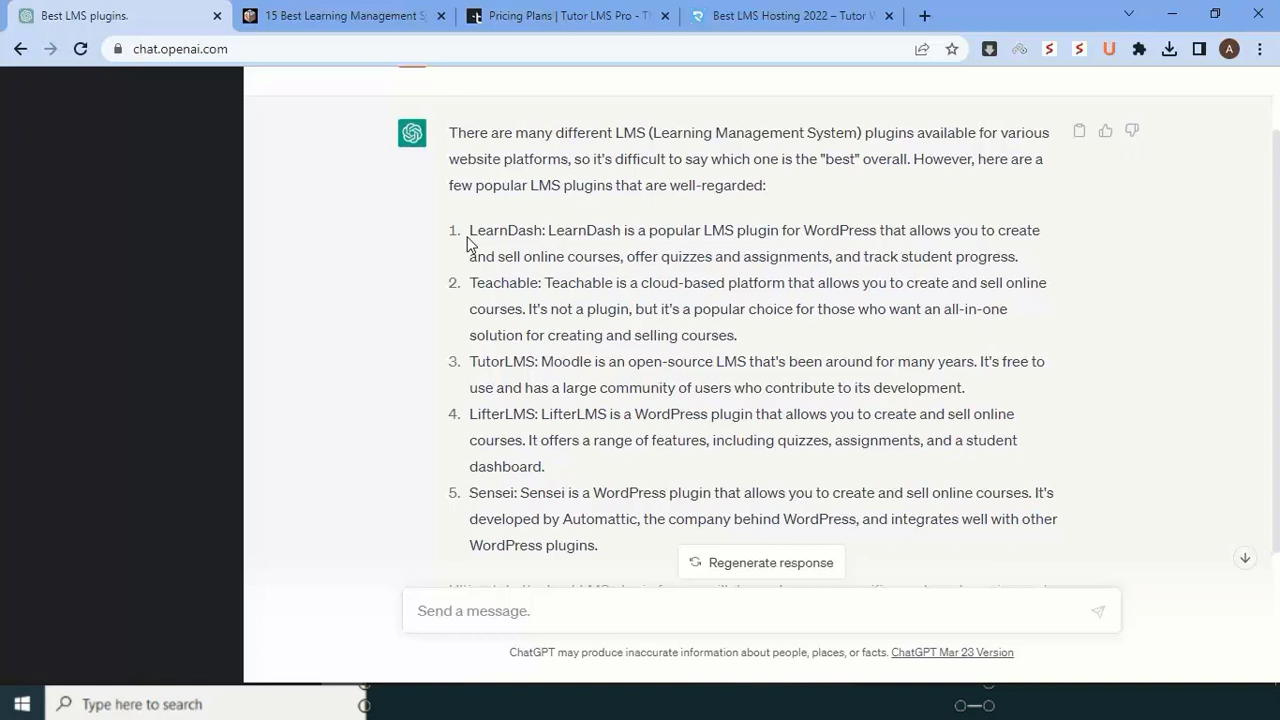 Best LMS plugins.
15 Best Learning Management Sy
Pricing Plans | Tutor LMS Pro - Th
Best LMS Hosting 2022 – Tutor W
chat.openai.com
A
There are many different LMS (Learning Management System) plugins available for various
website platforms, so it's difficult to say which one is the "best" overall. However, here are a
few popular LMS plugins that are well-regarded:
1. LearnDash: LearnDash is a popular LMS plugin for WordPress that allows you to create
and sell online courses, offer quizzes and assignments, and track student progress.
2. Teachable: Teachable is a cloud-based platform that allows you to create and sell online
courses. It's not a plugin, but it's a popular choice for those who want an all-in-one
solution for creating and selling courses.
3. TutorLMS: Moodle is an open-source LMS that's been around for many years. It's free to
use and has a large community of users who contribute to its development.
4. LifterLMS: LifterLMS is a WordPress plugin that allows you to create and sell online
courses. It offers a range of features, including quizzes, assignments, and a student
dashboard.
5. Sensei: Sensei is a WordPress plugin that allows you to create and sell online courses. It's
developed by Automattic, the company behind WordPress, and integrates well with other
WordPress plugins.
Regenerate response
Send a message.
ChatGPT may produce inaccurate information about people, places, or facts. ChatGPT Mar 23 Version
Type here to search